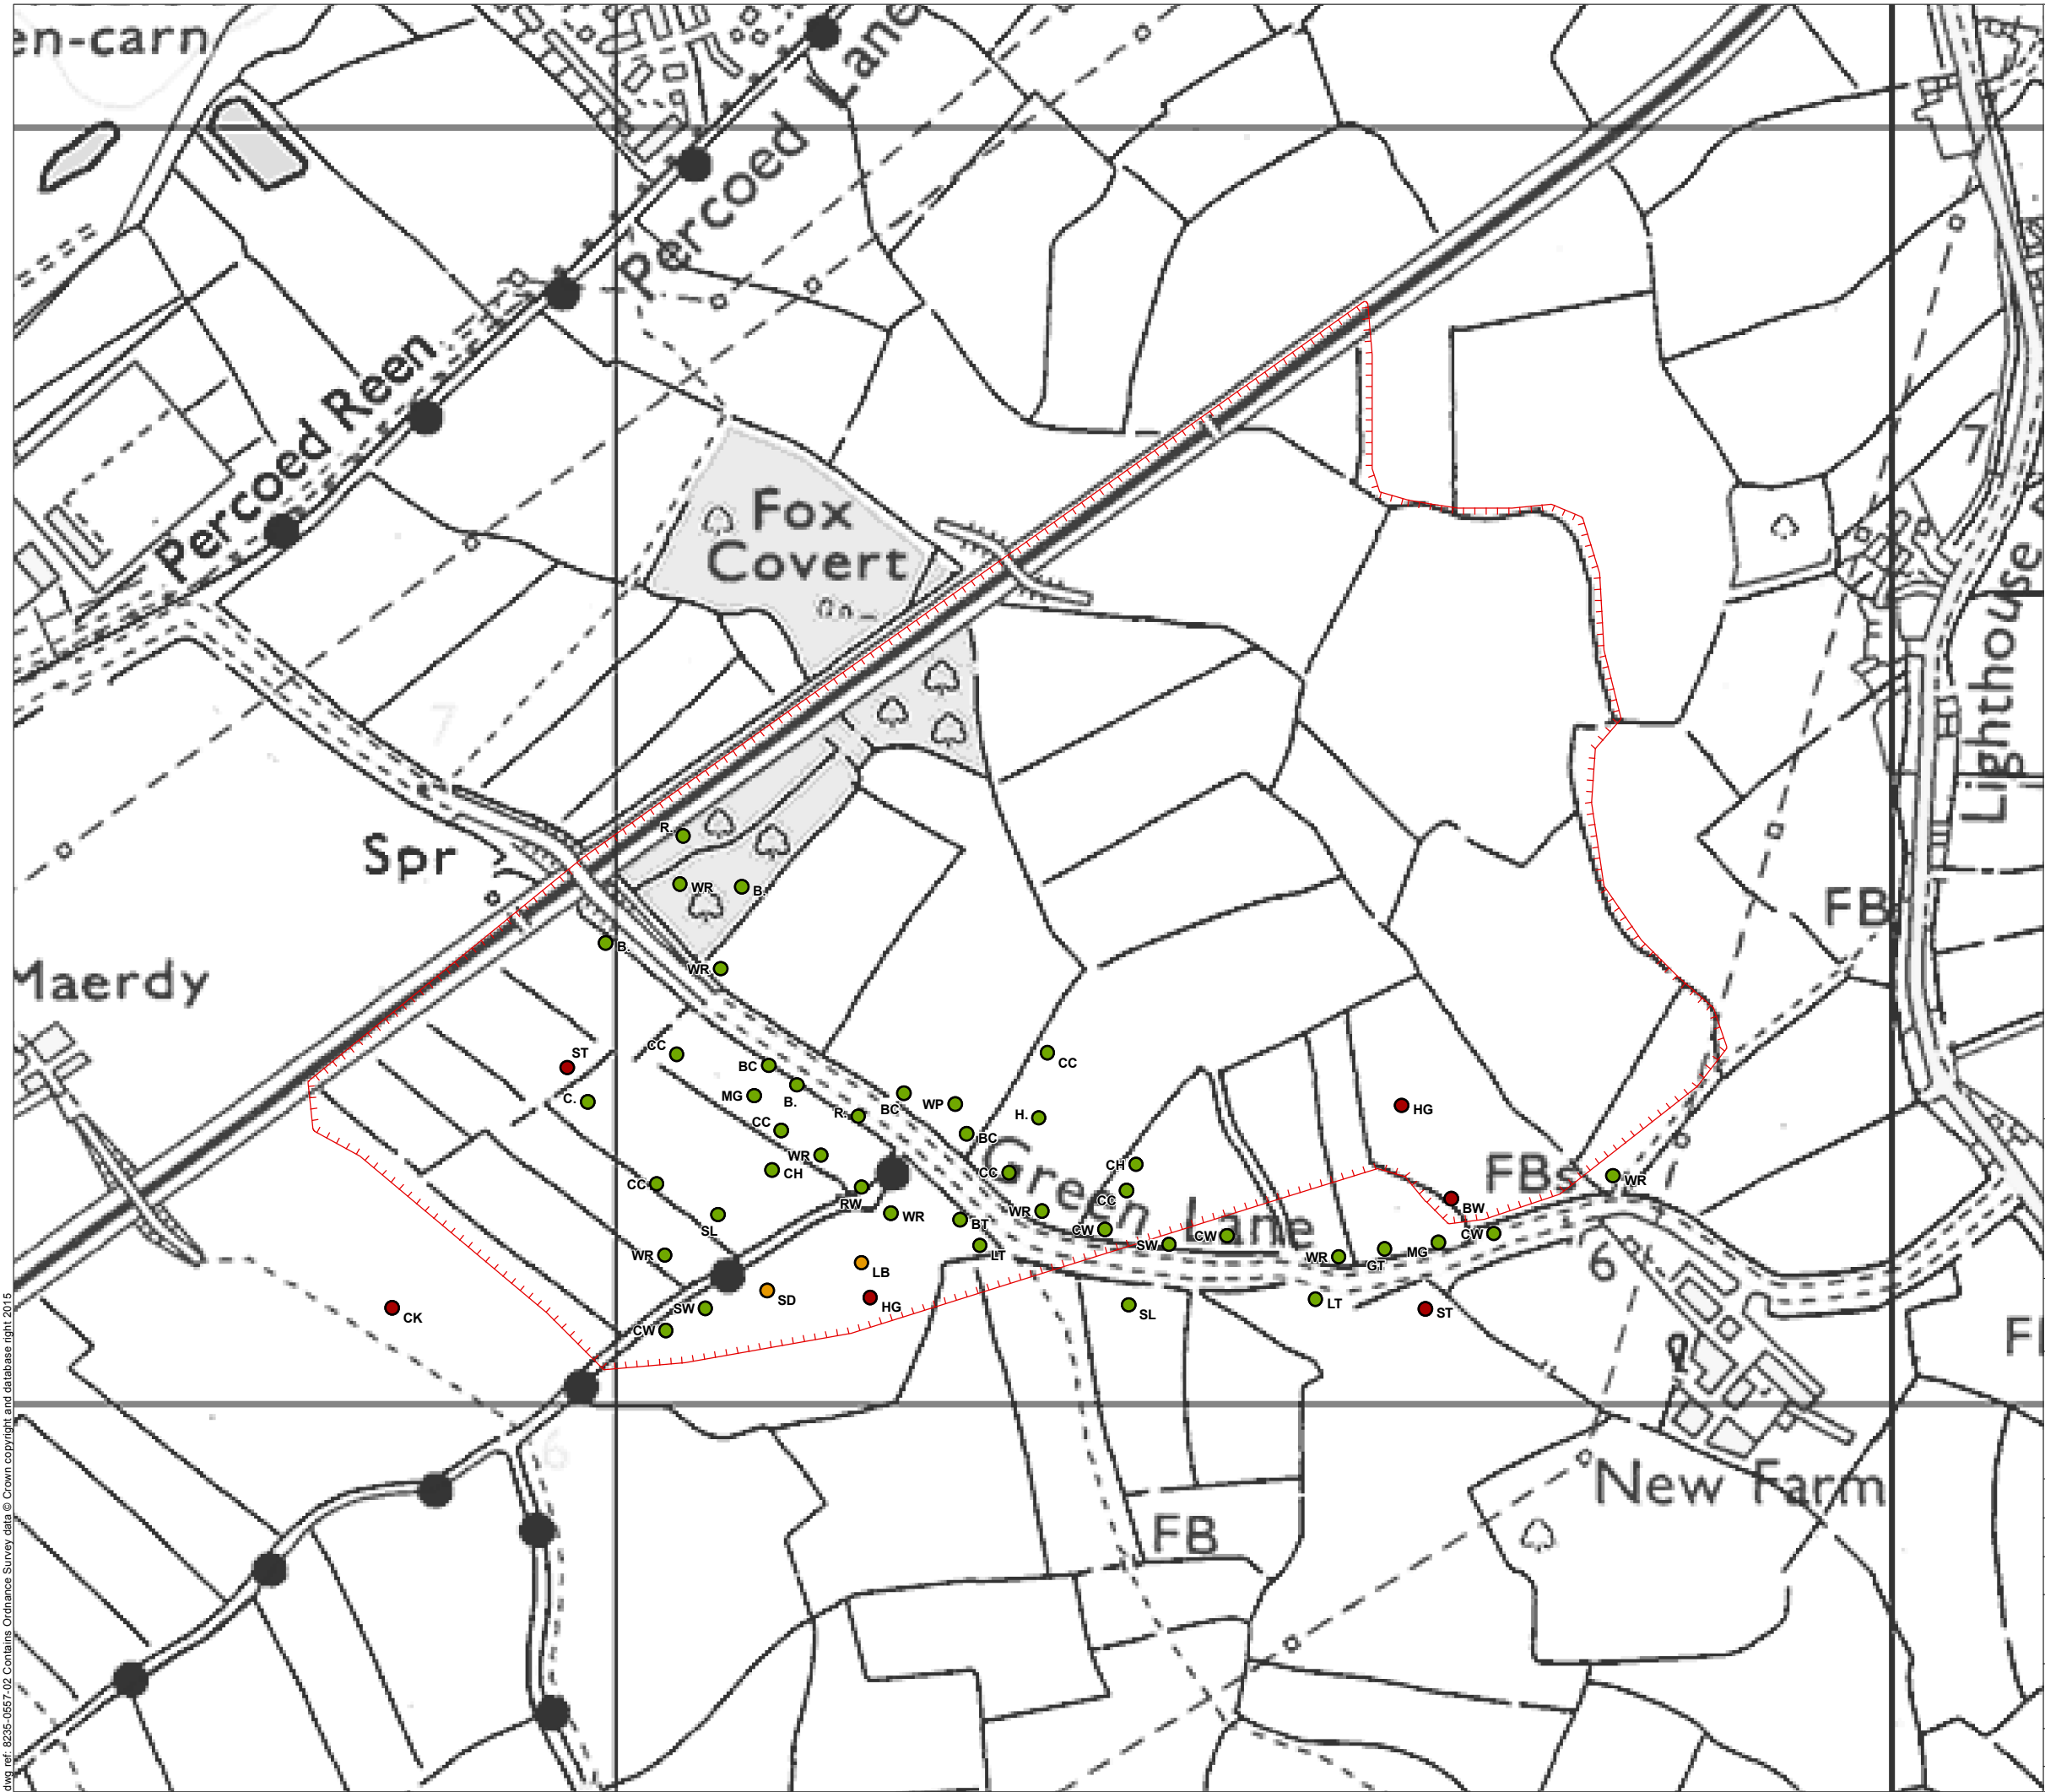 en-carn
Percoed Lane
Percoed Reen
Fox
Covert
7
7
Lighthouse
Spr
R.
WR
B.
FB
B.
WR
Maerdy
ST
CC
BC
CC
C.
MG
B.
BC
WP
H.
HG
R.
CC
BC
WR
CH
CC
CH
FBs
WR
CC
RW
CC
BW
SL
WR
BT
WR
Green Lane
CW
SW
CW
CW
MG
WR
LT
WR
GT
6
LB
SD
HG
SW
CW
CK
SL
LT
ST
6
New Farm
FB
dwg ref: 8235-0557-02 Contains Ordnance Survey data © Crown copyright and database right 2015